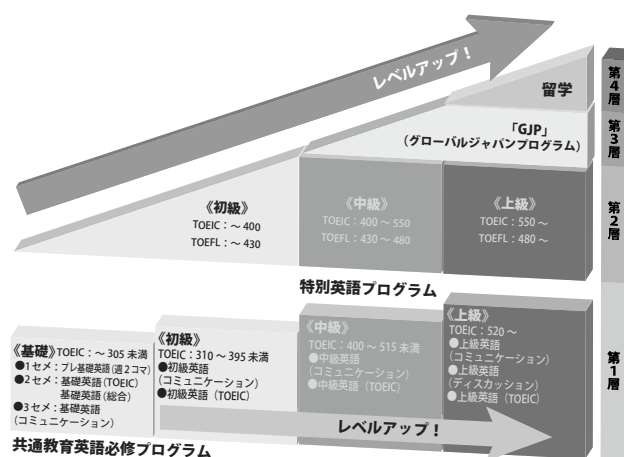 レベルアップ！
留学
「GJP」
（グローバルジャパンプログラム）
《初級》
TOEIC：～400
TOEFL：～430
《中級》
TOEIC：400～550
TOEFL：430～480
《上級》
TOEIC：550～
TOEFL：480～
特別英語プログラム
第4層
第3層
第2層
第1層
《基礎》TOEIC：～305未満
●1セメ：プレ基礎英語（週2コマ）
●2セメ：基礎英語（TOEIC）
基礎英語（総合）
●3セメ：基礎英語
（コミュニケーション）
《初級》
TOEIC：310～395未満
●初級英語
（コミュニケーション）
●初級英語（TOEIC）
《中級》
TOEIC：400～515未満
●中級英語
（コミュニケーション）
●中級英語（TOEIC）
《上級》
TOEIC：520～
●上級英語
（コミュニケーション）
●上級英語
（ディスカッション）
●上級英語（TOEIC）
レベルアップ！
共通教育英語必修プログラム